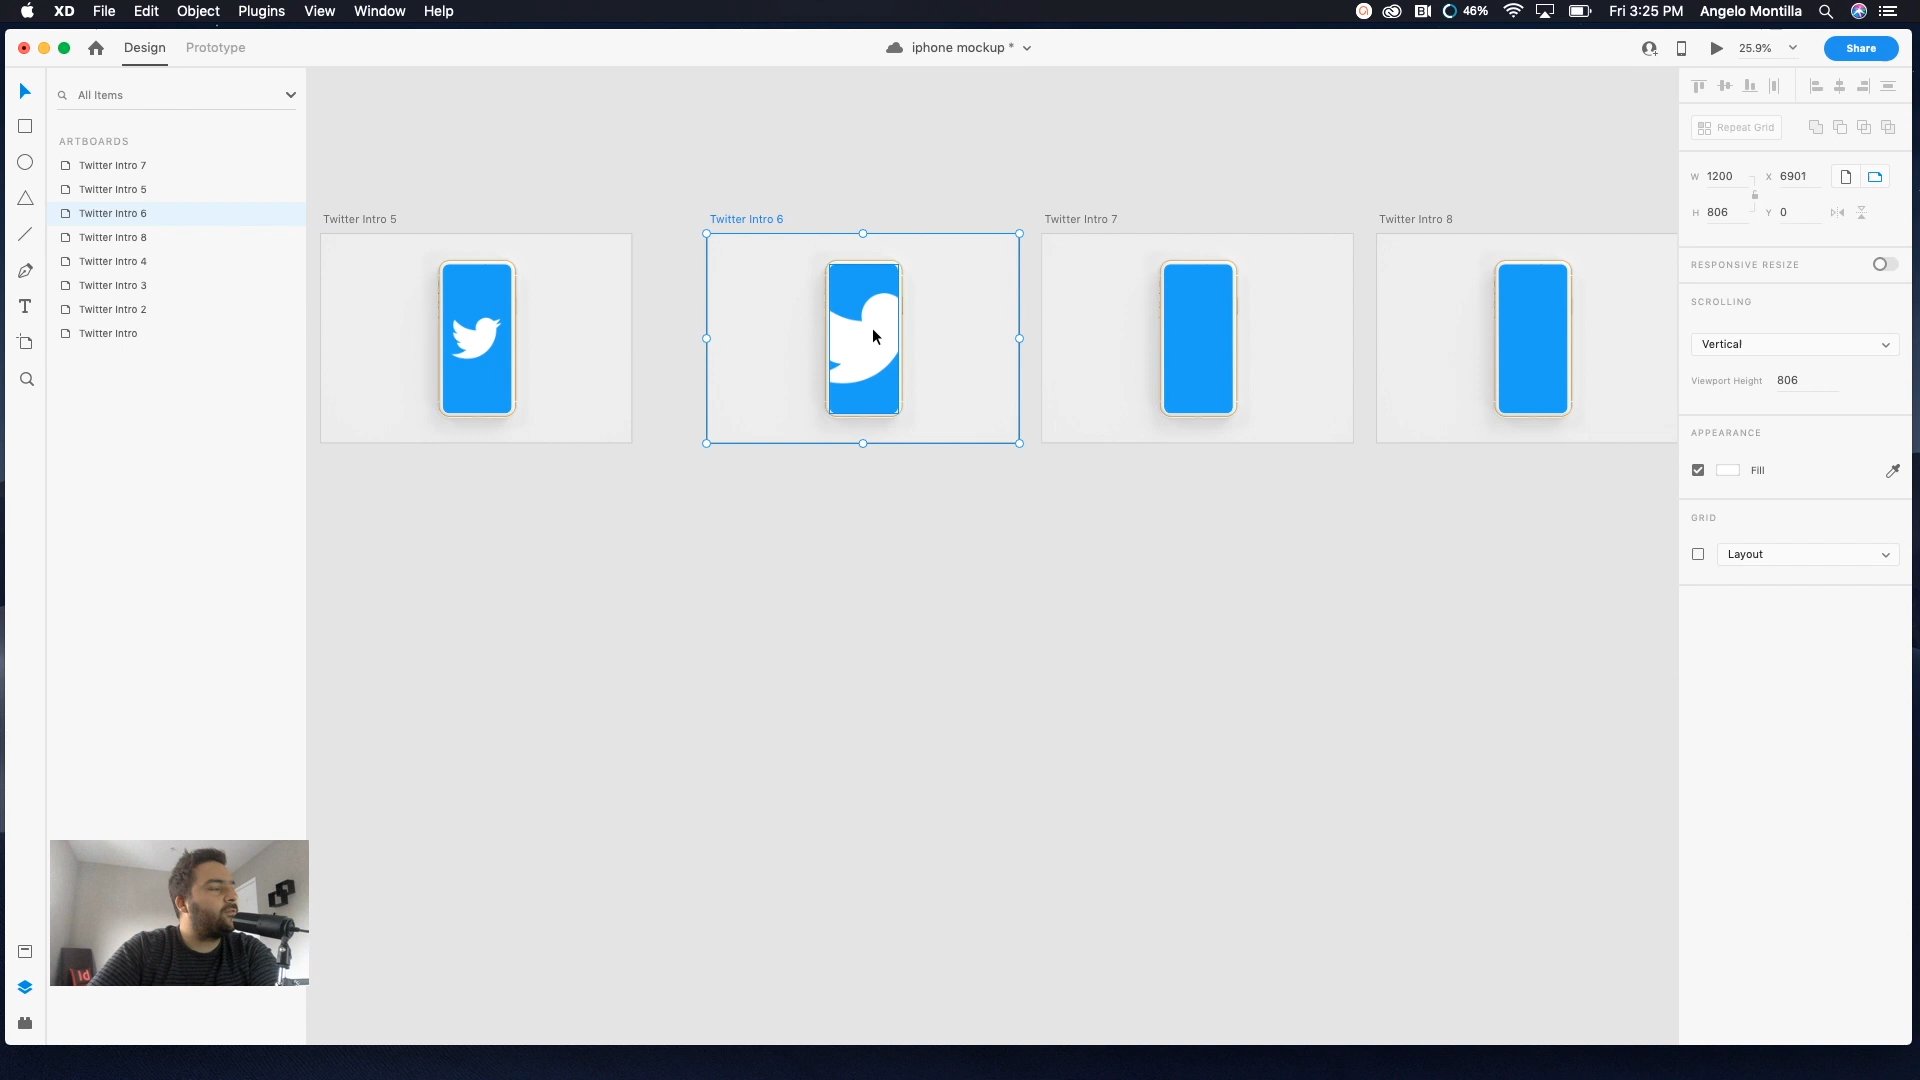 XD File Edit Object Plugins View Window Help
46% Fri 3:25 PM Angelo Montilla
Design Prototype
iphone mockup *
25.9%
Share
All Items
ARTBOARDS
Twitter Intro 7
Twitter Intro 5
Twitter Intro 6
Twitter Intro 8
Twitter Intro 4
Twitter Intro 3
Twitter Intro 2
Twitter Intro
Twitter Intro 5
Twitter Intro 6
Twitter Intro 7
Twitter Intro 8
Repeat Grid
W 1200 X 6901
H 806 Y 0
RESPONSIVE RESIZE
SCROLLING
Vertical
Viewport Height 806
APPEARANCE
Fill
GRID
Layout
Id